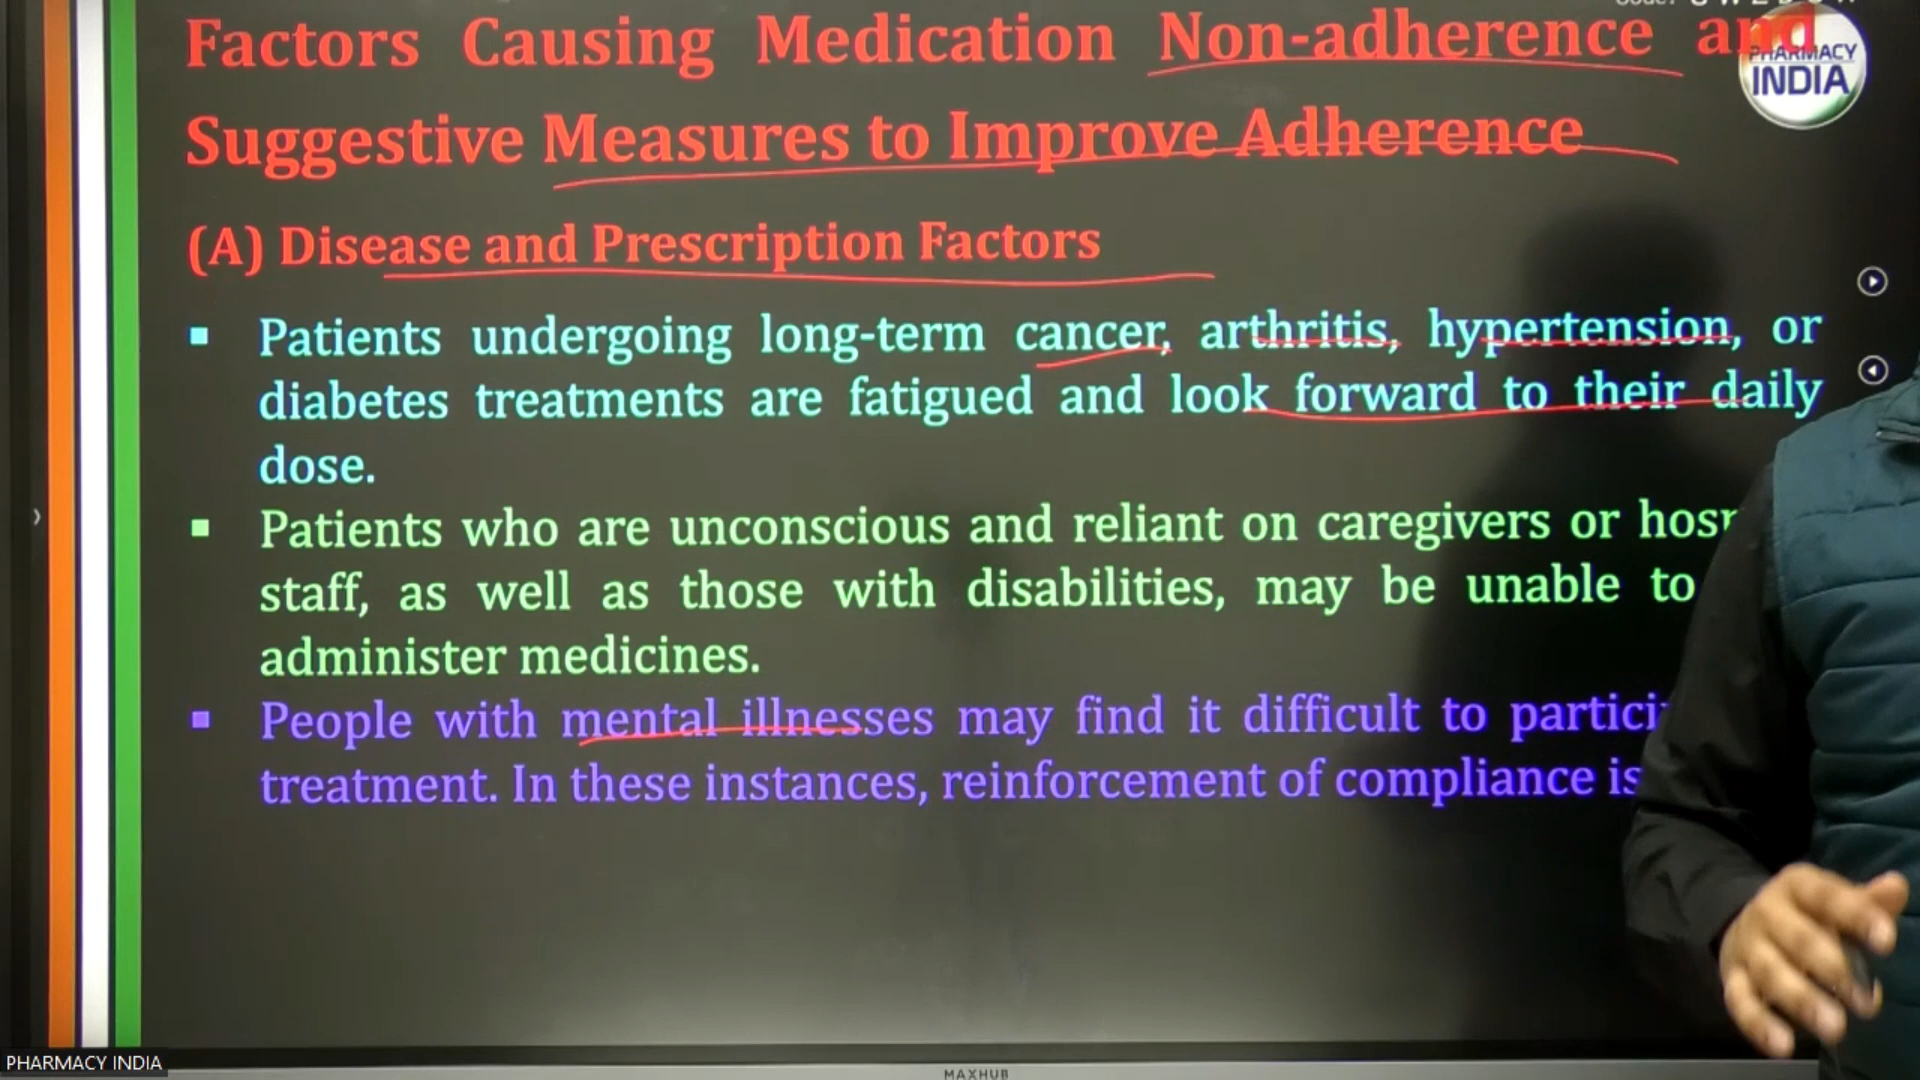 Factors Causing Medication Non-adherence and
PHARMACY
INDIA
Suggestive Measures to Improve Adherence
(A) Disease and Prescription Factors
▪ Patients undergoing long-term cancer, arthritis, hypertension, or
diabetes treatments are fatigued and look forward to their daily
dose.
▪ Patients who are unconscious and reliant on caregivers or
staff, as well as those with disabilities, may be unable to
administer medicines.
▪ People with mental illnesses may find it difficult to
treatment. In these instances, reinforcement of compliance is
PHARMACY INDIA
MAXHUB